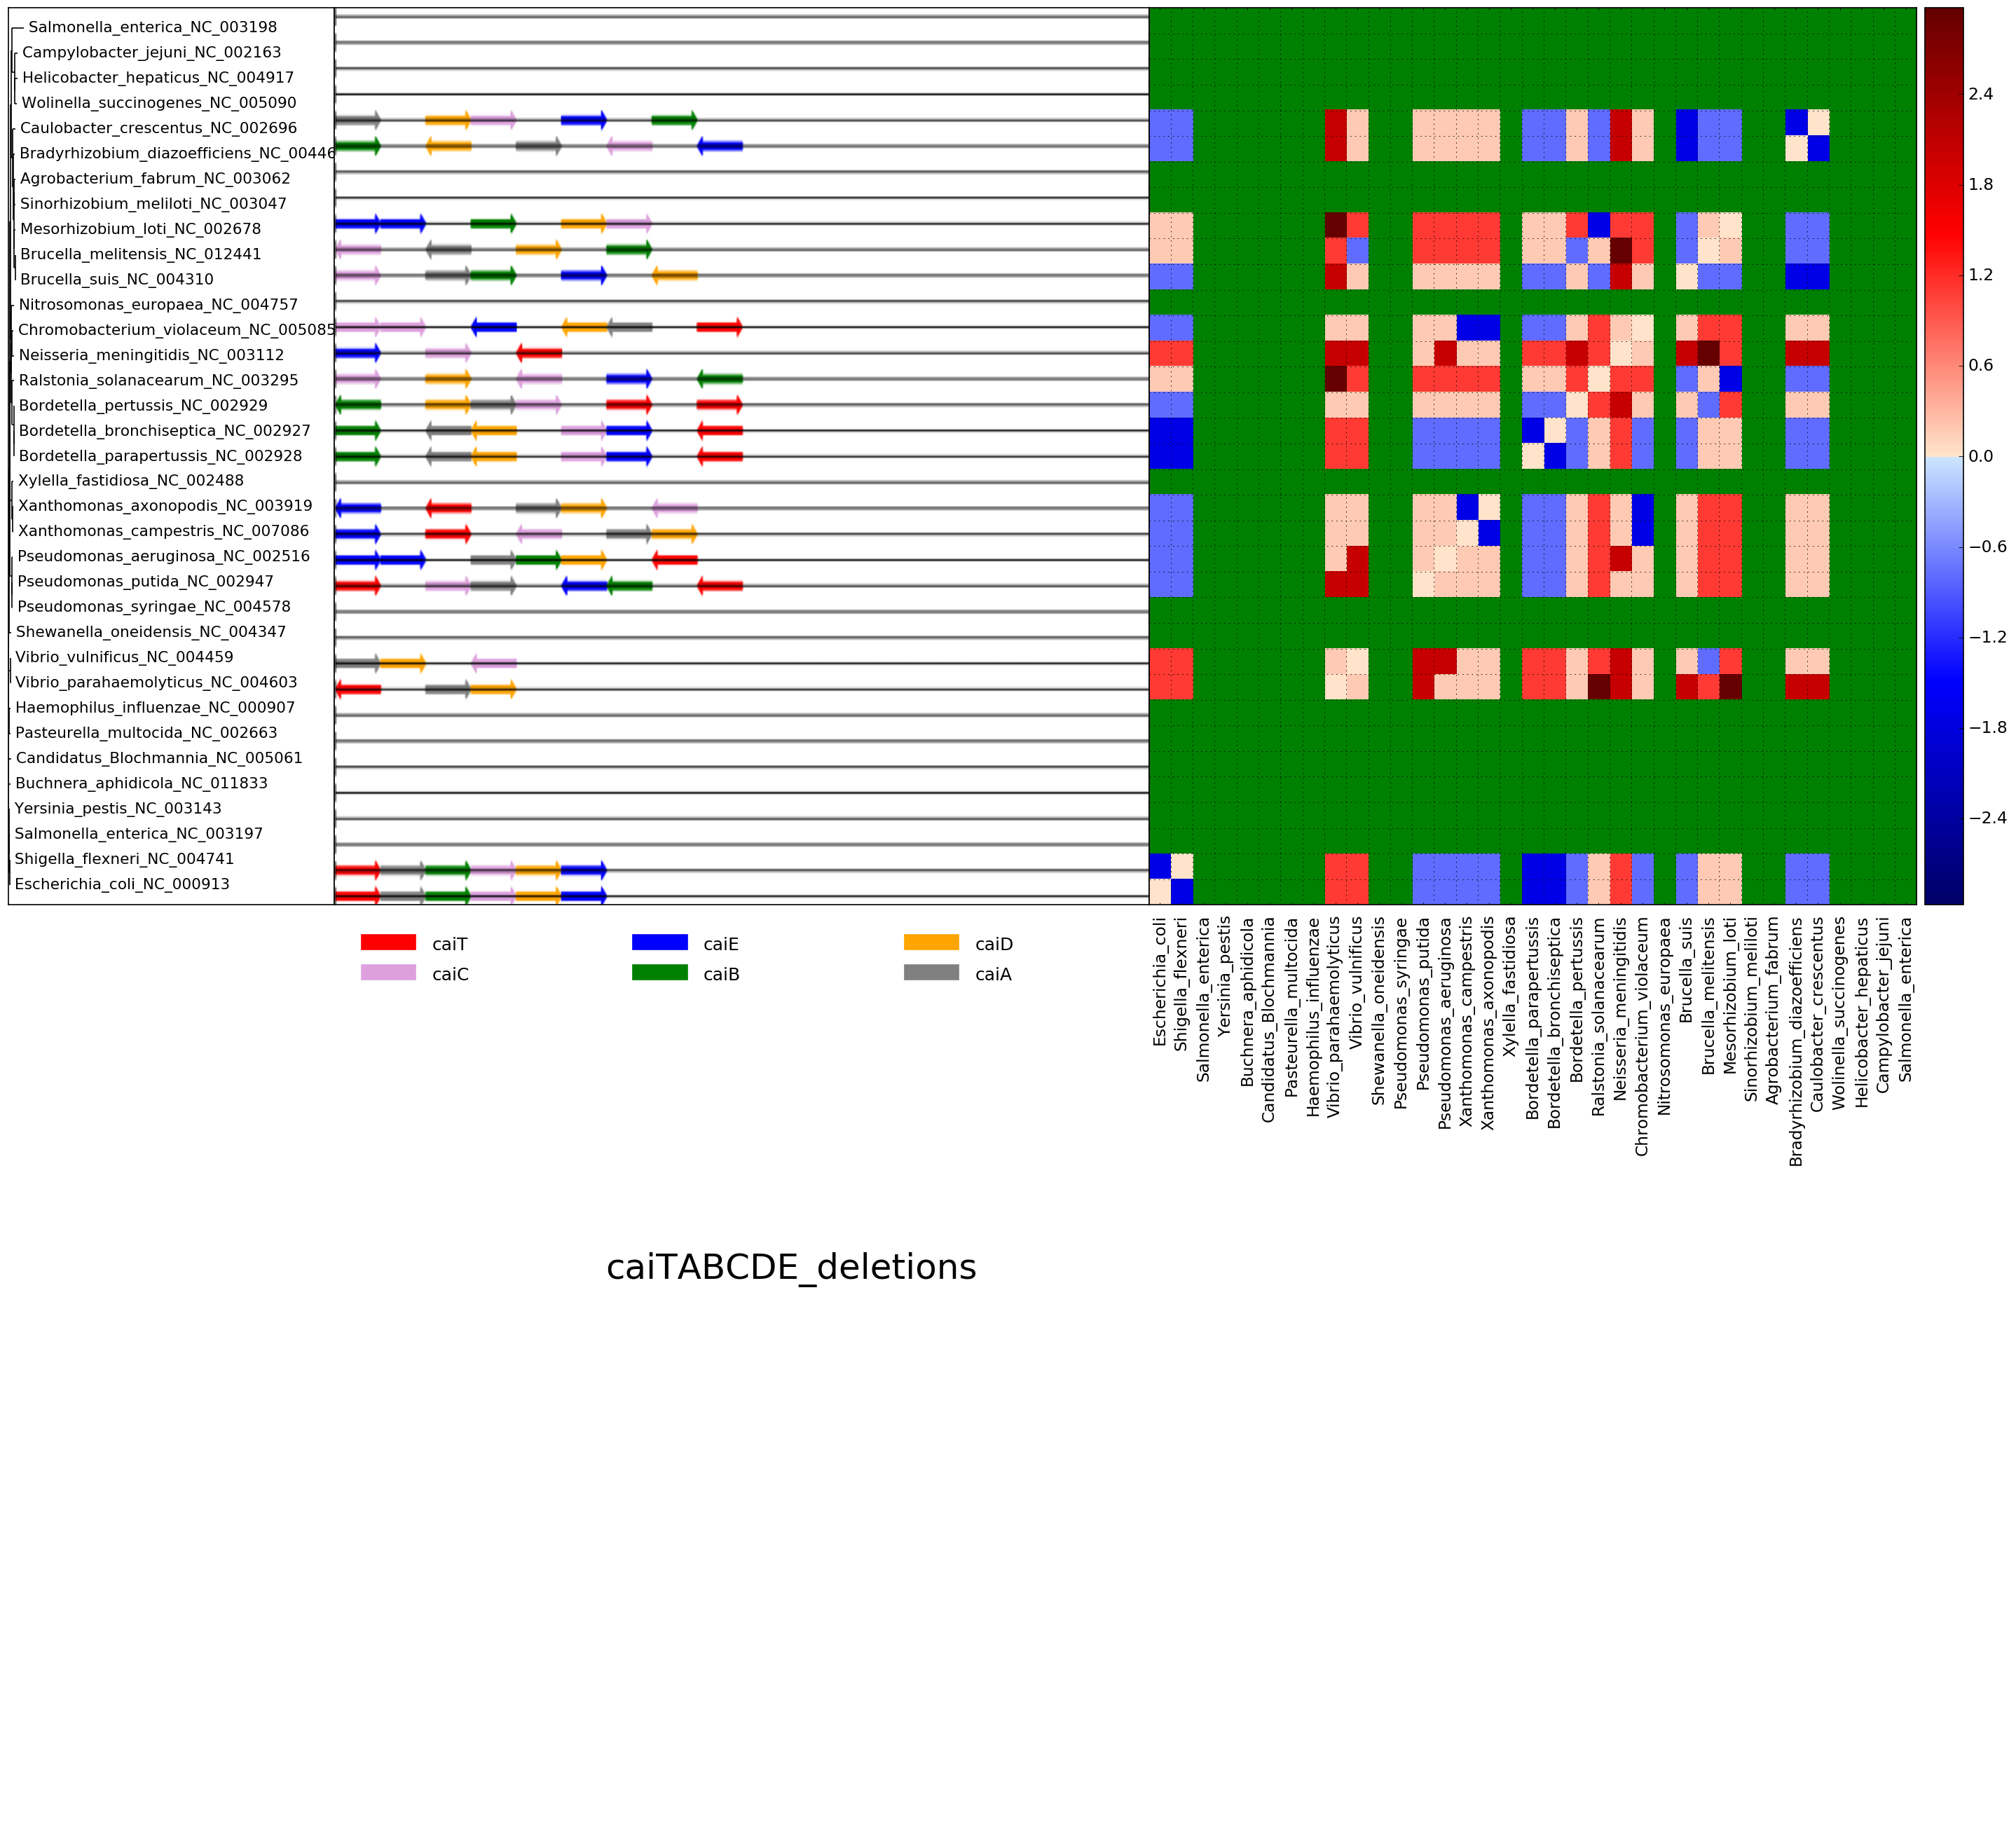 Salmonella_enterica_NC_003198
Campylobacter_jejuni_NC_002163
Helicobacter_hepaticus_NC_004917
Wolinella_succinogenes_NC_005090
Caulobacter_crescentus_NC_002696
Bradyrhizobium_diazoefficiens_NC_00446
Agrobacterium_fabrum_NC_003062
Sinorhizobium_meliloti_NC_003047
Mesorhizobium_loti_NC_002678
Brucella_melitensis_NC_012441
Brucella_suis_NC_004310
Nitrosomonas_europaea_NC_004757
Chromobacterium_violaceum_NC_005085
Neisseria_meningitidis_NC_003112
Ralstonia_solanacearum_NC_003295
Bordetella_pertussis_NC_002929
Bordetella_bronchiseptica_NC_002927
Bordetella_parapertussis_NC_002928
Xylella_fastidiosa_NC_002488
Xanthomonas_axonopodis_NC_003919
Xanthomonas_campestris_NC_007086
Pseudomonas_aeruginosa_NC_002516
Pseudomonas_putida_NC_002947
Pseudomonas_syringae_NC_004578
Shewanella_oneidensis_NC_004347
Vibrio_vulnificus_NC_004459
Vibrio_parahaemolyticus_NC_004603
Haemophilus_influenzae_NC_000907
Pasteurella_multocida_NC_002663
Candidatus_Blochmannia_NC_005061
Buchnera_aphidicola_NC_011833
Yersinia_pestis_NC_003143
Salmonella_enterica_NC_003197
Shigella_flexneri_NC_004741
Escherichia_coli_NC_000913
2.4
1.8
1.2
0.6
0.0
−0.6
−1.2
−1.8
−2.4
Escherichia_coli
Shigella_flexneri
Salmonella_enterica
Yersinia_pestis
Buchnera_aphidicola
Candidatus_Blochmannia
Pasteurella_multocida
Haemophilus_influenzae
Vibrio_parahaemolyticus
Vibrio_vulnificus
Shewanella_oneidensis
Pseudomonas_syringae
Pseudomonas_putida
Pseudomonas_aeruginosa
Xanthomonas_campestris
Xanthomonas_axonopodis
Xylella_fastidiosa
Bordetella_parapertussis
Bordetella_bronchiseptica
Bordetella_pertussis
Ralstonia_solanacearum
Neisseria_meningitidis
Chromobacterium_violaceum
Nitrosomonas_europaea
Brucella_suis
Brucella_melitensis
Mesorhizobium_loti
Sinorhizobium_meliloti
Agrobacterium_fabrum
Bradyrhizobium_diazoefficiens
Caulobacter_crescentus
Wolinella_succinogenes
Helicobacter_hepaticus
Campylobacter_jejuni
Salmonella_enterica
caiT caiE caiD
caiC caiB caiA
caiTABCDE_deletions